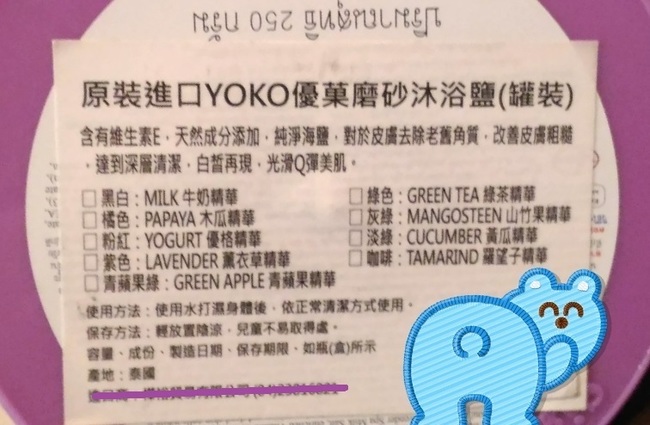 ปริมาณสุทธิ 250 กรัม
原裝進口YOKO優菓磨砂沐浴鹽(罐裝)
含有維生素E，天然成分添加，純淨海鹽，對於皮膚去除老舊角質，改善皮膚粗糙
，達到深層清潔，白皙再現，光滑Q彈美肌。
□ 黑白：MILK 牛奶精華
□ 橘色：PAPAYA 木瓜精華
□ 粉紅：YOGURT 優格精華
□ 紫色：LAVENDER 薰衣草精華
□ 青蘋果綠：GREEN APPLE 青蘋果精華
□ 綠色：GREEN TEA 綠茶精華
□ 灰綠：MANGOSTEEN 山竹果精華
□ 淡綠：CUCUMBER 黃瓜精華
□ 咖啡：TAMARIND 羅望子精華
使用方法：使用水打濕身體後，依正常清潔方式使用。
保存方法：輕放置陰涼，兒童不易取得處。
容量、成份、製造日期、保存期限、如瓶(盒)所示
產地：泰國